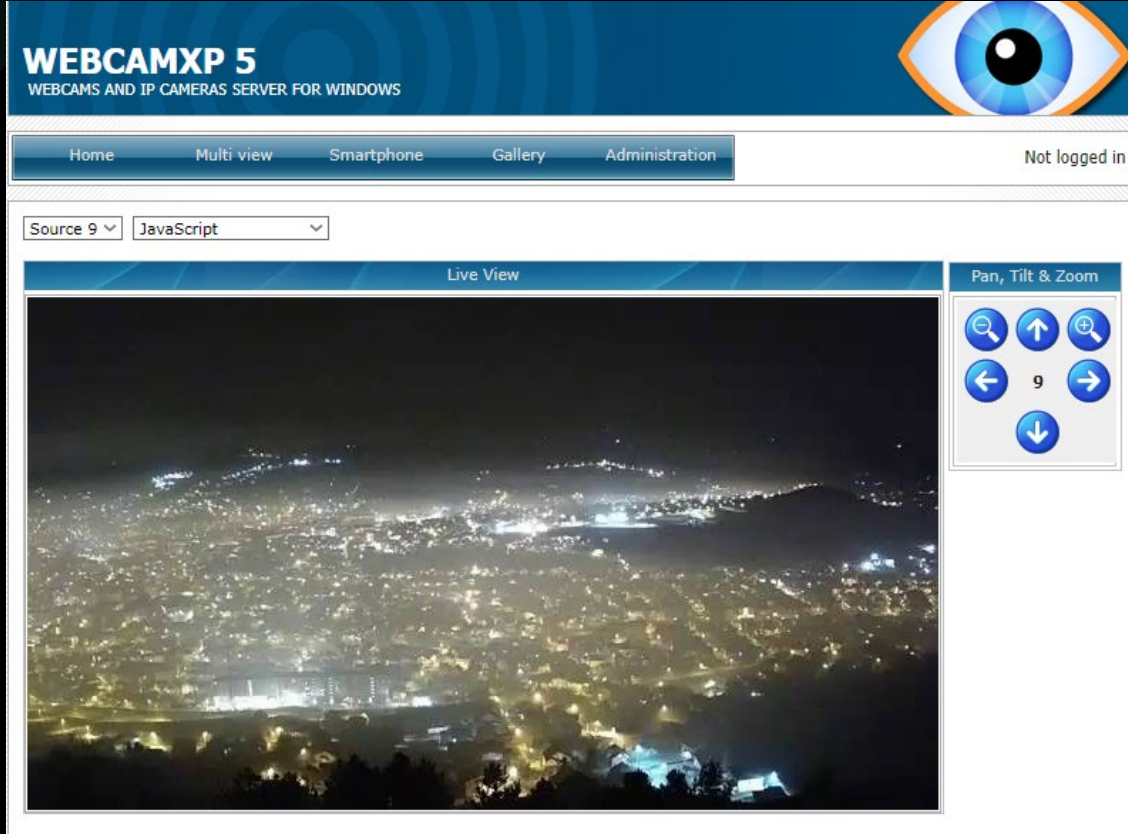 WEBCAMXP 5
WEBCAMS AND IP CAMERAS SERVER FOR WINDOWS
Home Multi view Smartphone Gallery Administration
Not logged in
Source 9 JavaScript
Live View
Pan, Tilt & Zoom
9